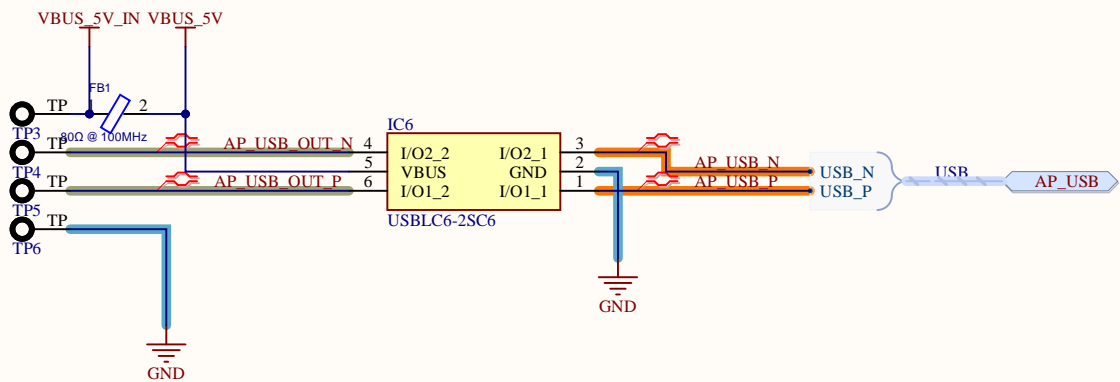 VBUS_5V_IN VBUS_5V
FB1
TP 1 2
TP3 80Ω @ 100MHz
IC6
TP AP_USB_OUT_N 4 I/O2_2 I/O2_1 3
TP4 5 VBUS GND 2 AP_USB_N USB_N USB AP_USB
TP AP_USB_OUT_P 6 I/O1_2 I/O1_1 1 AP_USB_P USB_P
TP5 USBLC6-2SC6
TP
TP6
GND
GND